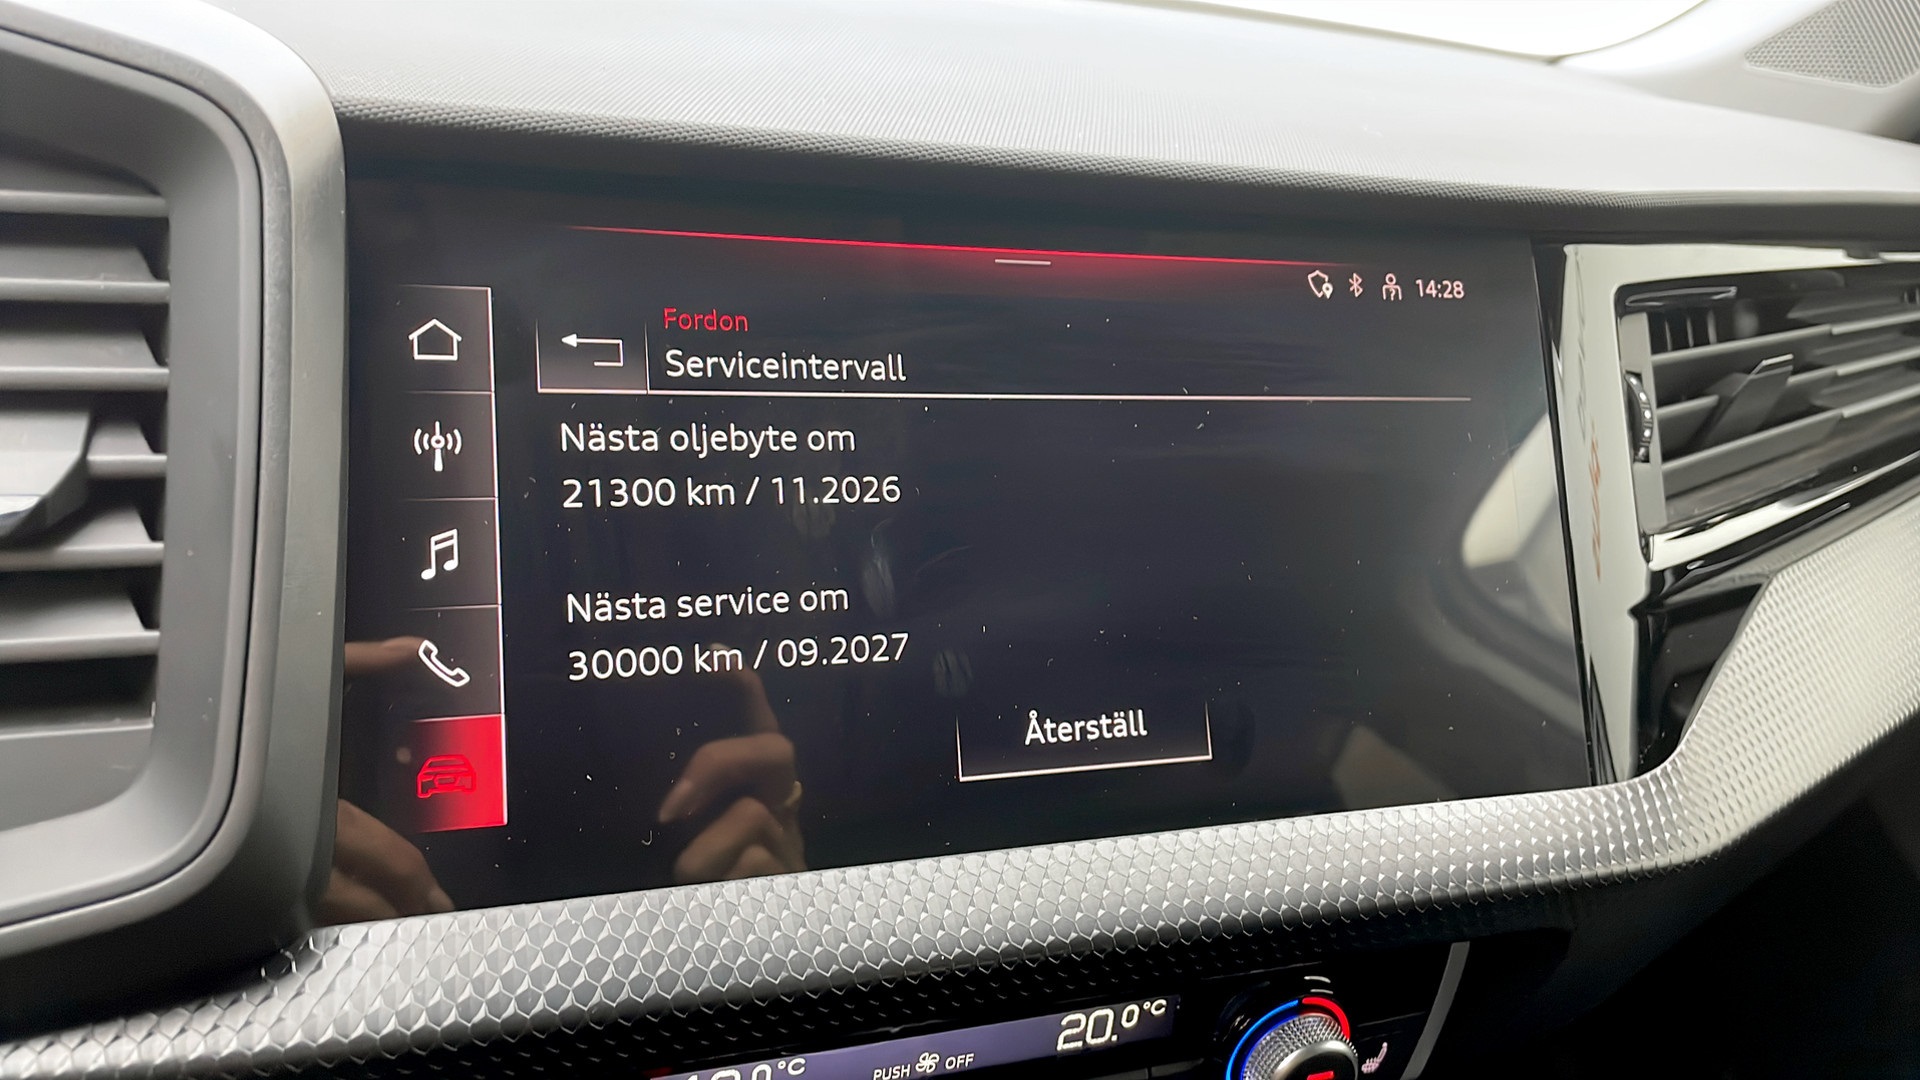 14:28
Fordon
Serviceintervall
Nästa oljebyte om
21300 km / 11.2026
Nästa service om
30000 km / 09.2027
Återställ
20.0°C
PUSH OFF